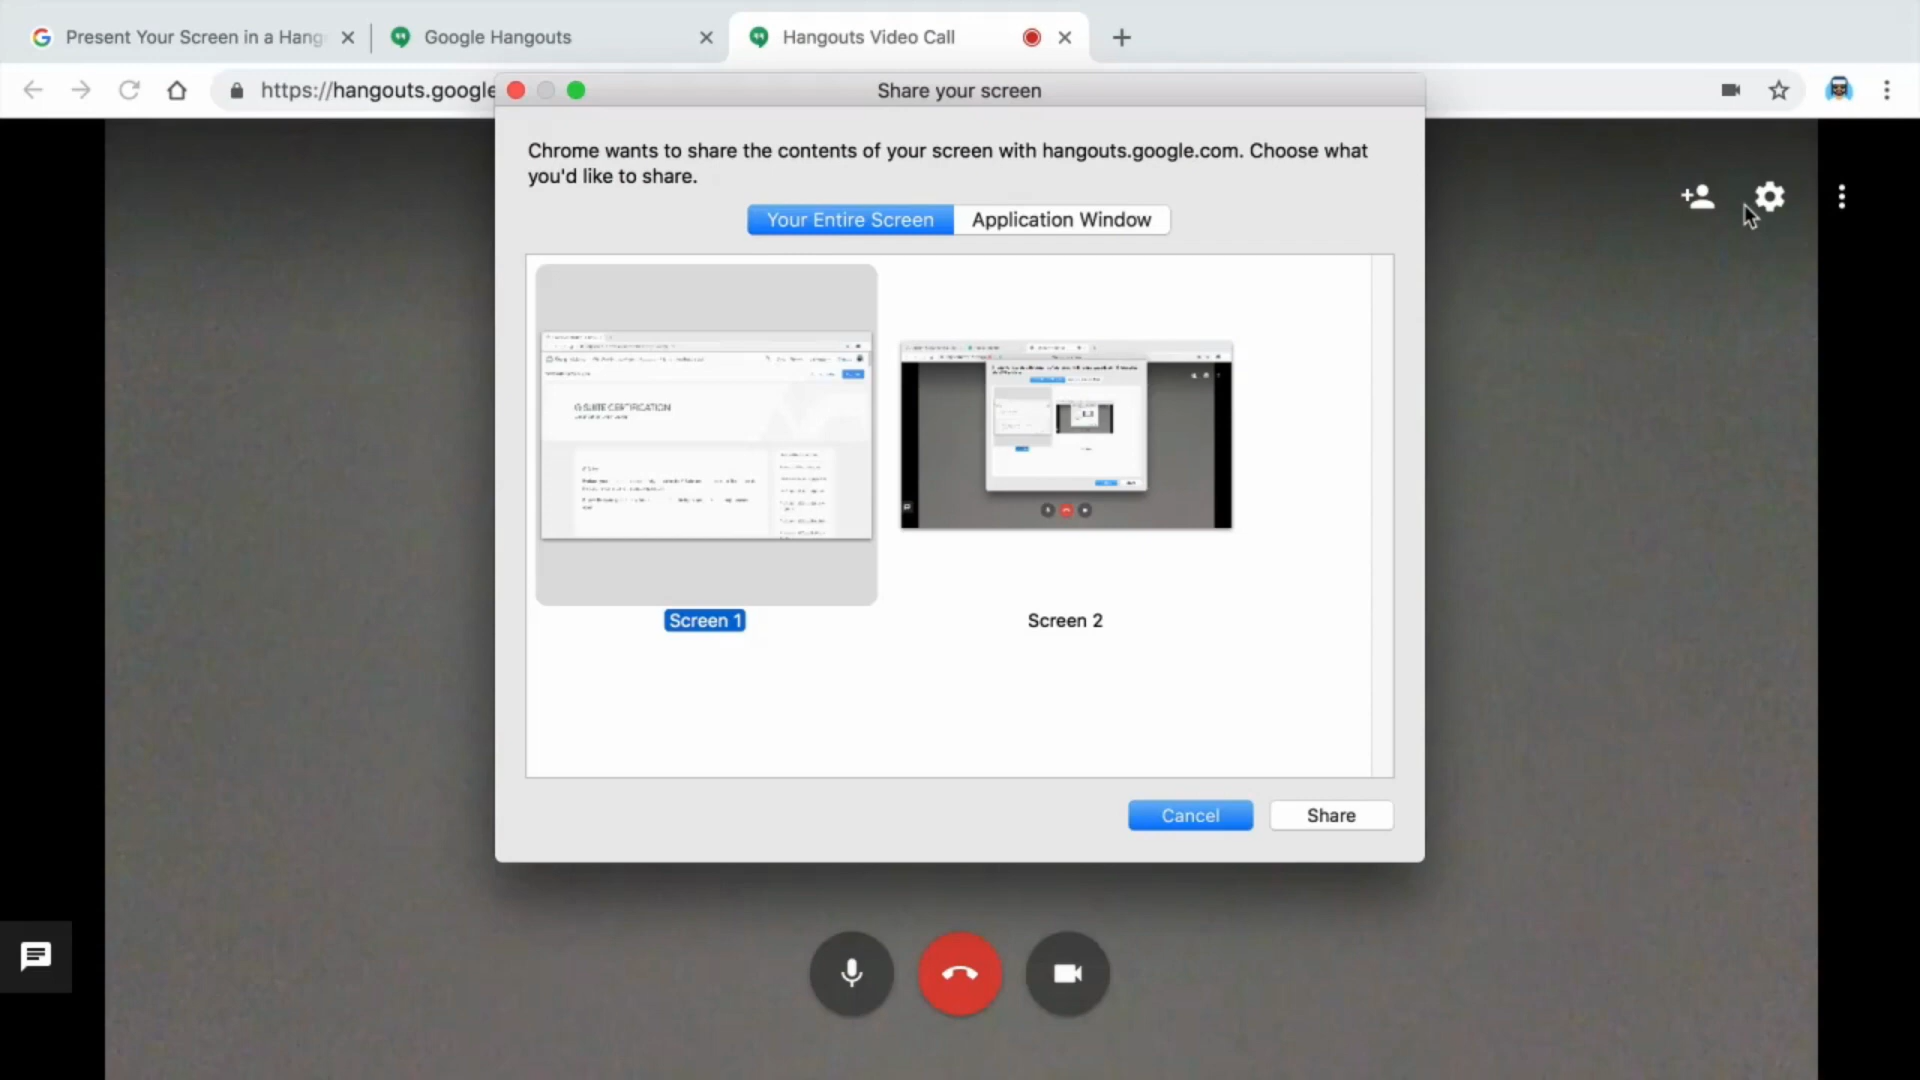 Present Your Screen in a Hang
Google Hangouts
Hangouts Video Call
https://hangouts.google
Share your screen
Chrome wants to share the contents of your screen with hangouts.google.com. Choose what
you'd like to share.
Your Entire Screen
Application Window
G SUITE CERTIFICATION
Screen 1
Screen 2
Cancel
Share